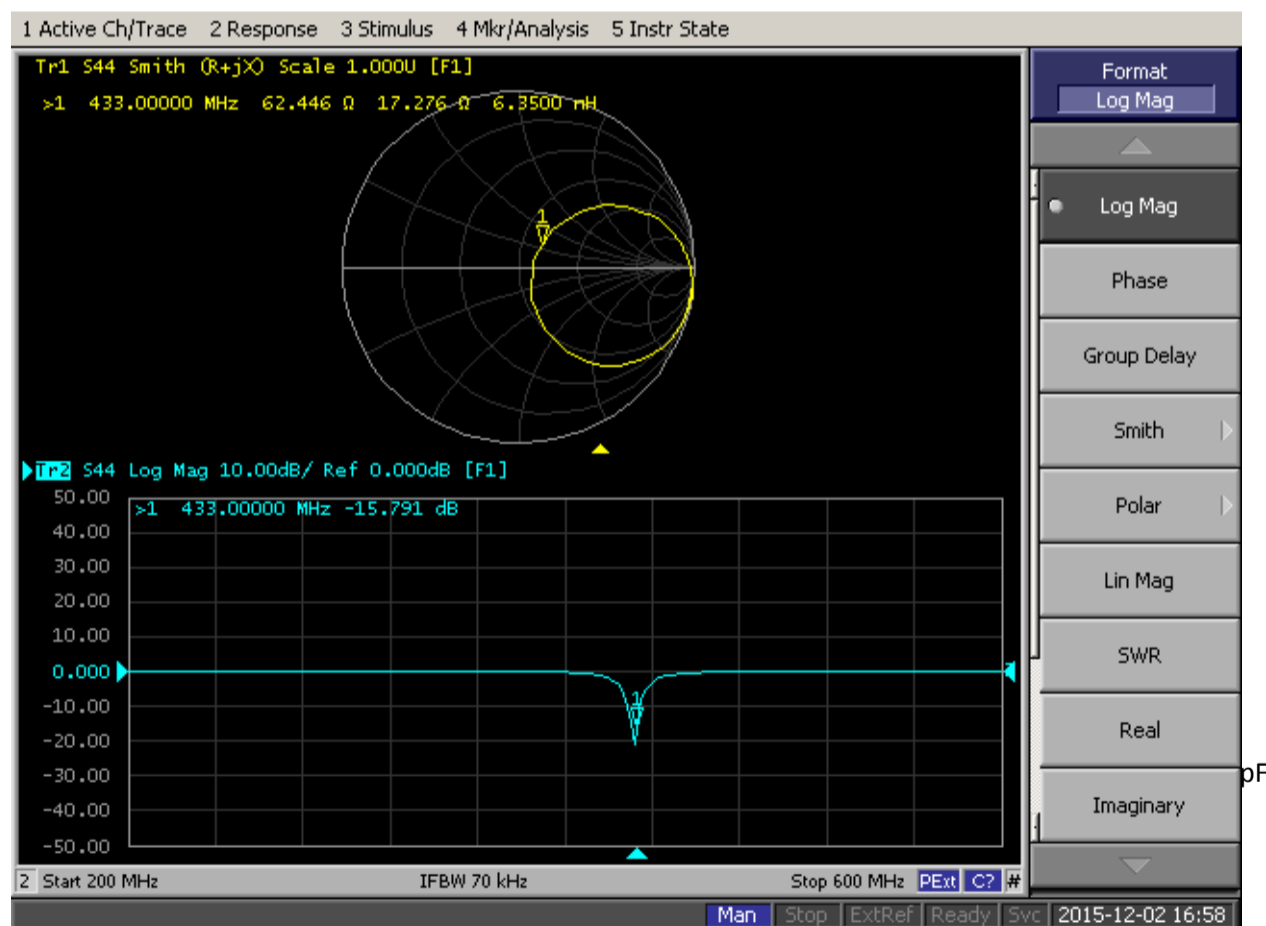 1 Active Ch/Trace 2 Response 3 Stimulus 4 Mkr/Analysis 5 Instr State
Tr1 S44 Smith (R+jX) Scale 1.000U [F1]
>1 433.00000 MHz 62.446 Ω 17.276 Ω 6.3500 nH
1
Tr2 S44 Log Mag 10.00dB/ Ref 0.000dB [F1]
50.00
>1 433.00000 MHz -15.791 dB
40.00
30.00
20.00
10.00
0.000
-10.00
1
-20.00
-30.00
-40.00
-50.00
2 Start 200 MHz IFBW 70 kHz Stop 600 MHz PExt C? #
Man Stop ExtRef Ready Svc 2015-12-02 16:58
Format
Log Mag
Log Mag
Phase
Group Delay
Smith
Polar
Lin Mag
SWR
Real
Imaginary
pF